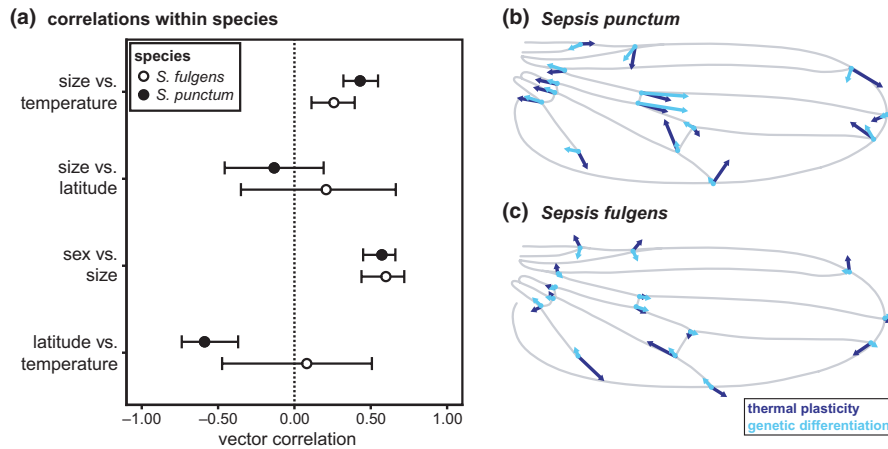 (a) correlations within species
species
S. fulgens
S. punctum
size vs.
temperature
size vs.
latitude
sex vs.
size
latitude vs.
temperature
−1.00 −0.50 0.00 0.50 1.00
vector correlation
(b) Sepsis punctum
(c) Sepsis fulgens
thermal plasticity
genetic differentiation